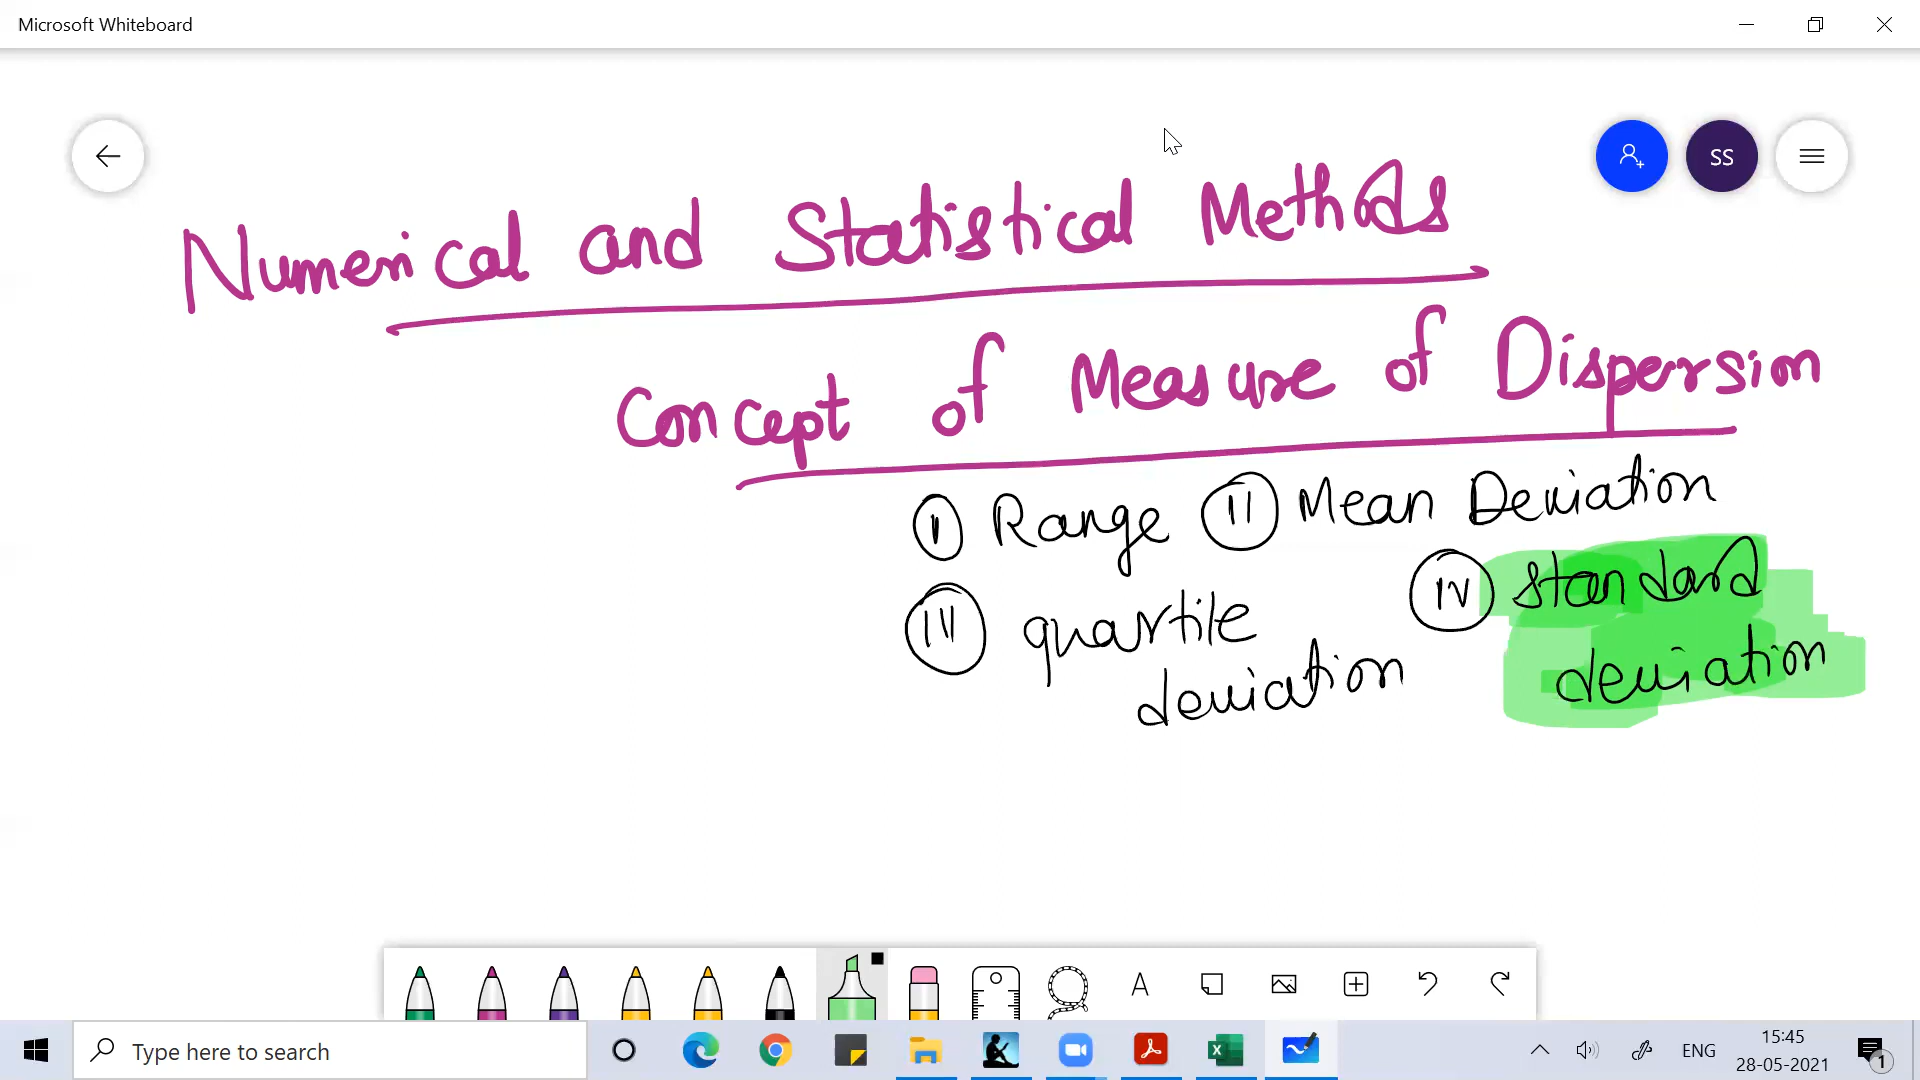 Microsoft Whiteboard
SS
Numerical and Statistical Methods
Concept of Measure of Dispersion
I Range II Mean Deviation
III quartile deviation
IV standard deviation
A
Type here to search
ENG
15:45
28-05-2021
1